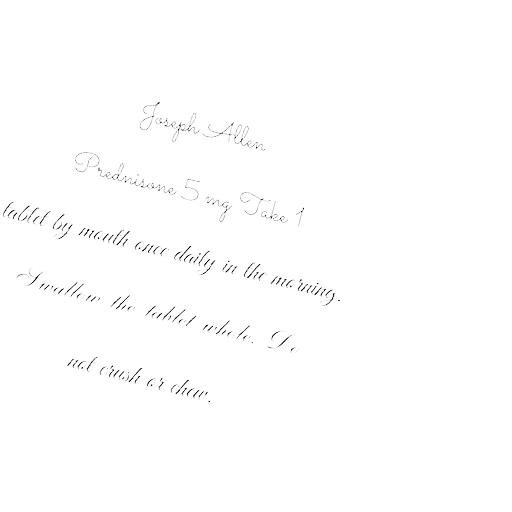 Joseph Allen
Prednisone 5 mg Take 1
tablet by mouth once daily in the morning.
Swallow the tablet whole. Do
not crush or chew.